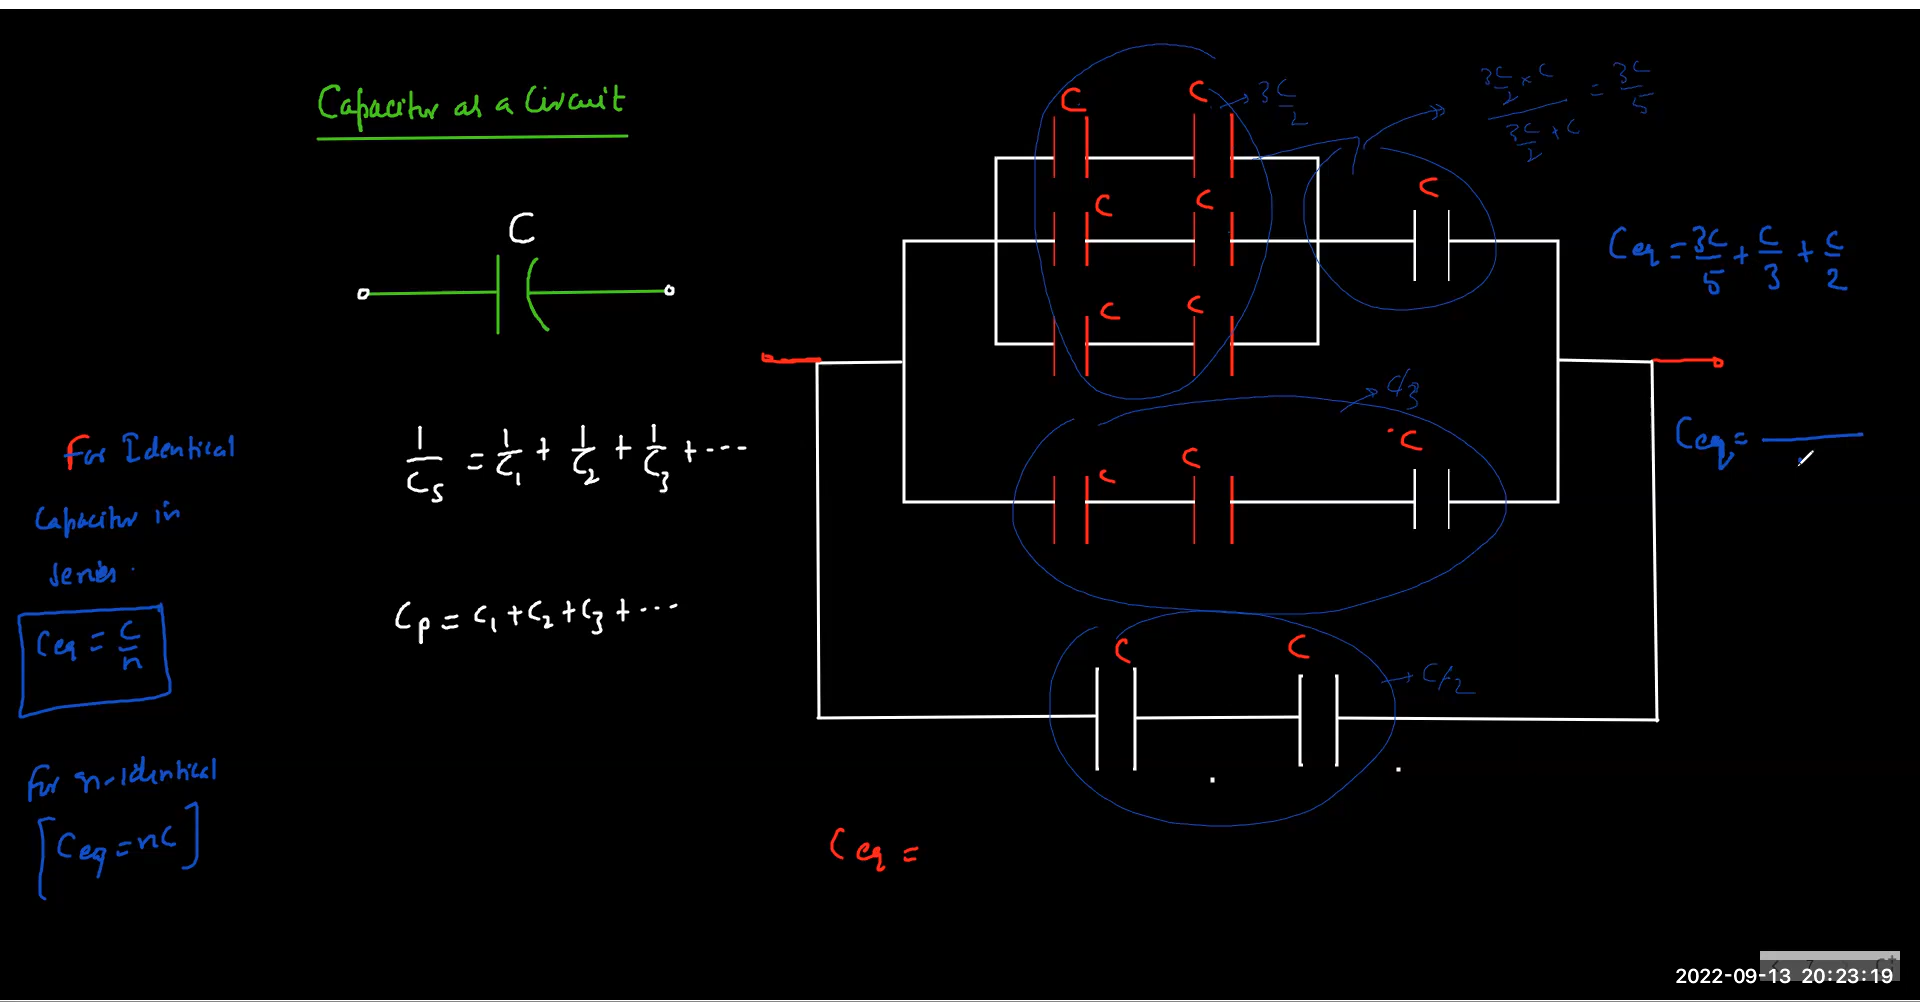 Capacitor as a Circuit
C
1/Cs = 1/C1 + 1/C2 + 1/C3 + ...
Cp = C1 + C2 + C3 + ...
For Identical
Capacitor in
series.
Ceq = C/n
For n-identical
[Ceq = nC]
C C
C C
C C
C
3C/2
(3C/2 × C)/(3C/2 + C) = 3C/5
C C C
C/3
C C
C/2
Ceq = 3C/5 + C/3 + C/2
Ceq =
Ceq =
2022-09-13 20:23:19